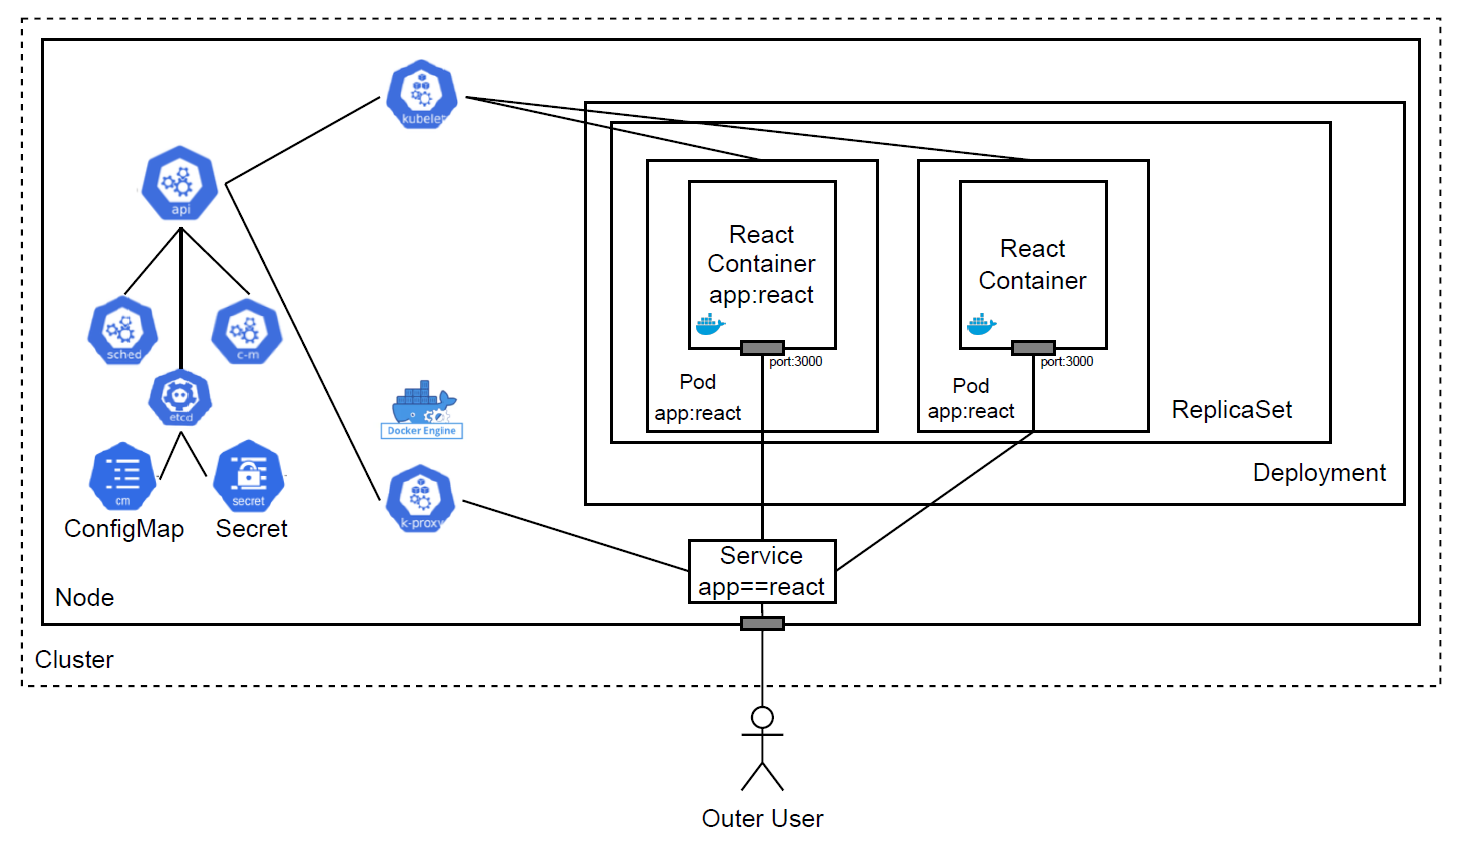 kubelet
api
sched
c-m
etcd
cm
secret
ConfigMap
Secret
Docker Engine
k-proxy
React
Container
app:react
port:3000
Pod
app:react
React
Container
port:3000
Pod
app:react
ReplicaSet
Deployment
Service
app==react
Node
Cluster
Outer User